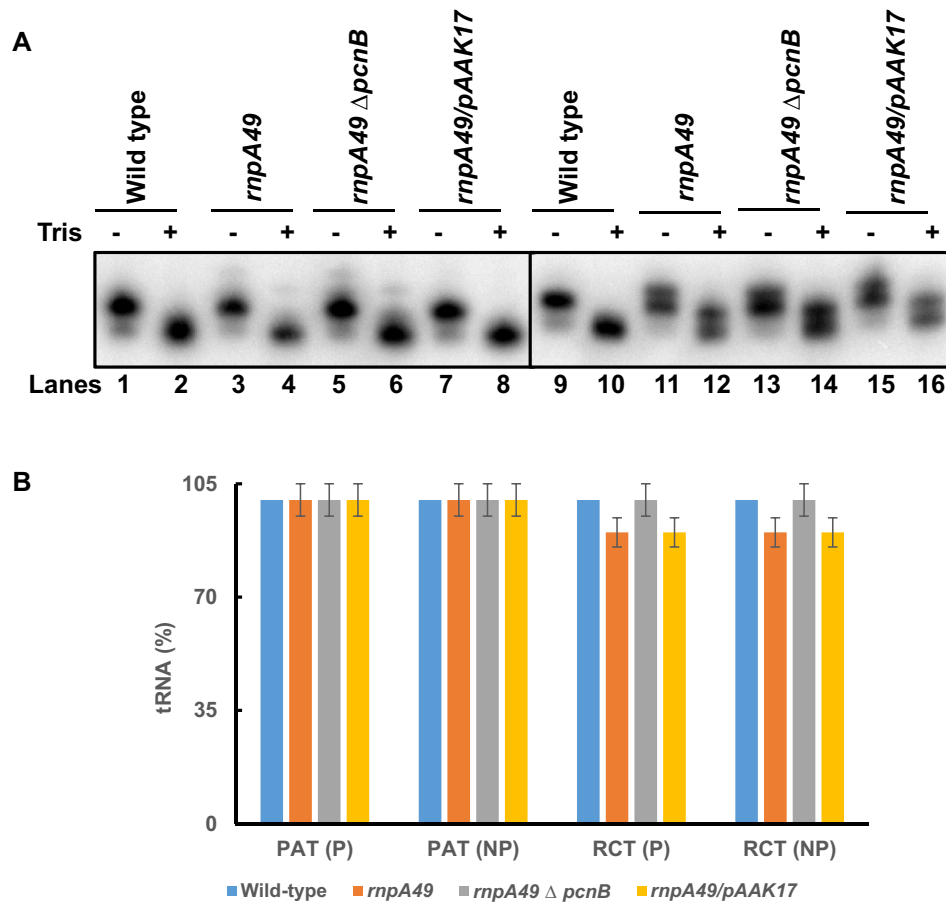 A
Wild type
rnpA49
rnpA49 ΔpcnB
rnpA49/pAAK17
Wild type
rnpA49
rnpA49 ΔpcnB
rnpA49/pAAK17
Tris - + - + - + - + - + - + - + - +
Lanes 1 2 3 4 5 6 7 8 9 10 11 12 13 14 15 16
B
105
70
35
0
tRNA (%)
PAT (P) PAT (NP) RCT (P) RCT (NP)
Wild-type rnpA49 rnpA49 Δ pcnB rnpA49/pAAK17